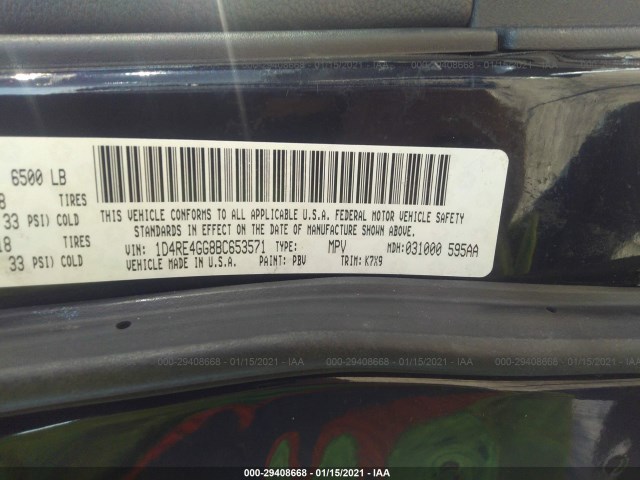 000-29408668 - 01/15/2021 - IAA
6500 LB
TIRES
33 PSI) COLD
18 TIRES
33 PSI) COLD
THIS VEHICLE CONFORMS TO ALL APPLICABLE U.S.A. FEDERAL MOTOR VEHICLE SAFETY
STANDARDS IN EFFECT ON THE DATE OF MANUFACTURE SHOWN ABOVE.
VIN: 1D4RE4GG8BC653571 TYPE: MPV MDH: 031000 595AA
VEHICLE MADE IN U.S.A. PAINT: PBV TRIM: K7X9
000-29408668 - 01/15/2021 - IAA
000-29408668 - 01/15/2021 - IAA